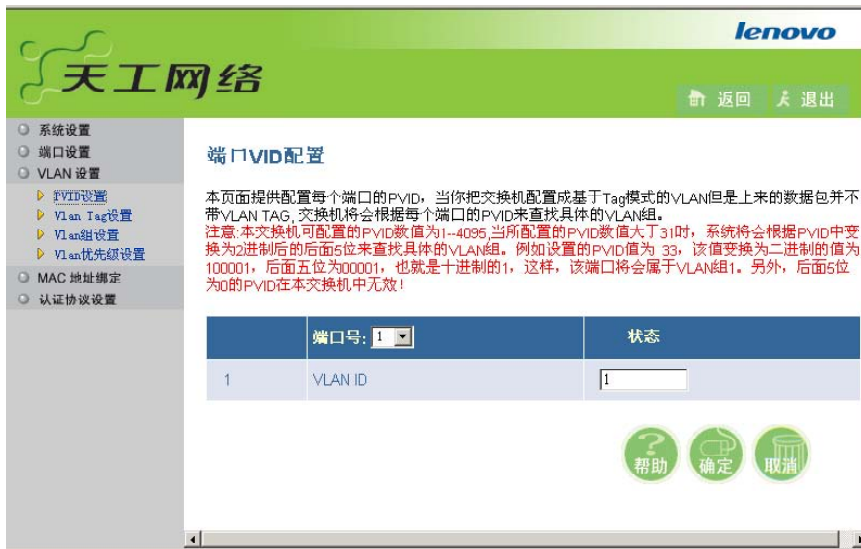 lenovo
天工网络
返回 退出
系统设置
端口设置
VLAN 设置
PVID设置
Vlan Tag设置
Vlan组设置
Vlan优先级设置
MAC 地址绑定
认证协议设置
端口VID配置
本页面提供配置每个端口的PVID，当你把交换机配置成基于Tag模式的VLAN但是上来的数据包并不
带VLAN TAG, 交换机将会根据每个端口的PVID来查找具体的VLAN组。
注意:本交换机可配置的PVID数值为1--4095,当所配置的PVID数值大于31时，系统将会根据PVID中变
换为2进制后的后面5位来查找具体的VLAN组。例如设置的PVID值为 33，该值变换为二进制的值为
100001，后面五位为00001，也就是十进制的1，这样，该端口将会属于VLAN组1。另外，后面5位
为0的PVID在本交换机中无效！
端口号: 1 状态
1 VLAN ID 1
帮助 确定 取消